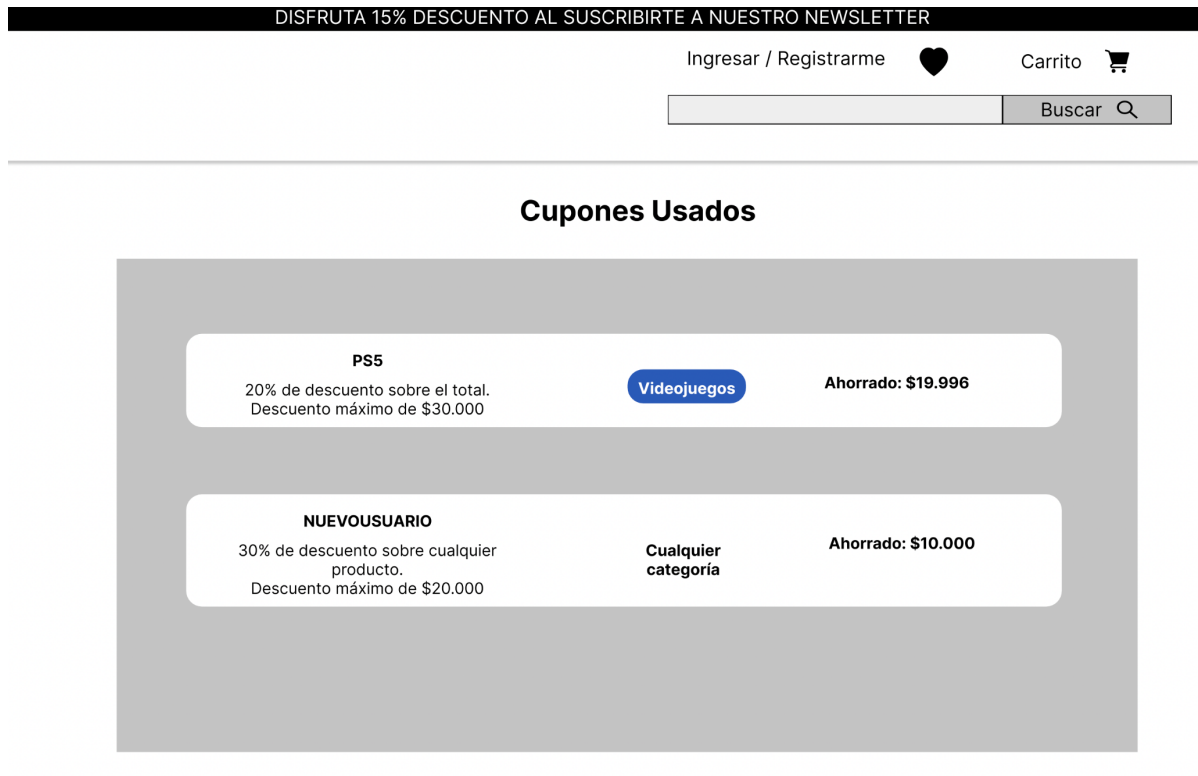 DISFRUTA 15% DESCUENTO AL SUSCRIBIRTE A NUESTRO NEWSLETTER
Ingresar / Registrarme
Carrito
Buscar
Cupones Usados
PS5
20% de descuento sobre el total.
Descuento máximo de $30.000
Videojuegos
Ahorrado: $19.996
NUEVOUSUARIO
30% de descuento sobre cualquier
producto.
Descuento máximo de $20.000
Cualquier
categoría
Ahorrado: $10.000